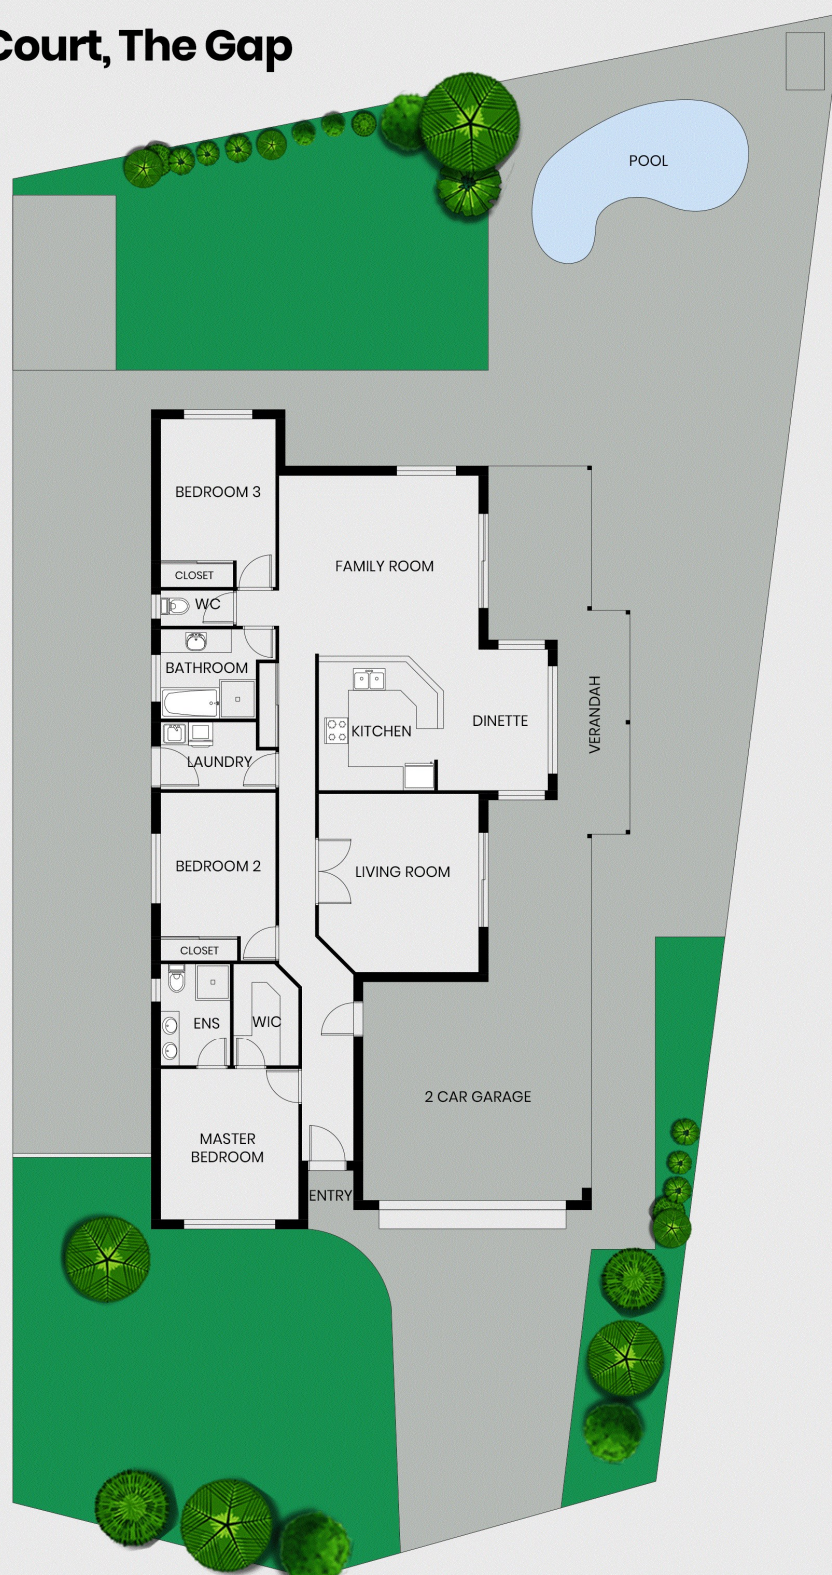 Court, The Gap
POOL
BEDROOM 3
FAMILY ROOM
CLOSET
WC
BATHROOM
VERANDAH
DINETTE
KITCHEN
LAUNDRY
BEDROOM 2
LIVING ROOM
CLOSET
ENS
WIC
2 CAR GARAGE
MASTER
BEDROOM
ENTRY